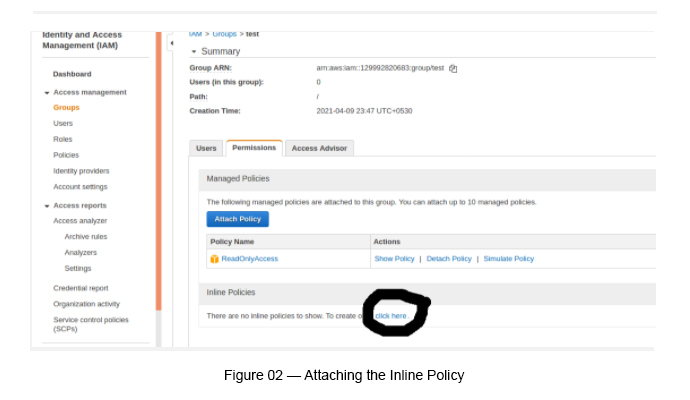 Identity and Access
Management (IAM)
Dashboard
Access management
Groups
Users
Roles
Policies
Identity providers
Account settings
Access reports
Access analyzer
Archive rules
Analyzers
Settings
Credential report
Organization activity
Service control policies
(SCPs)
IAM > Groups > test
Summary
Group ARN: arn:aws:iam::129992820683:group/test
Users (in this group): 0
Path: /
Creation Time: 2021-04-09 23:47 UTC+0530
Users Permissions Access Advisor
Managed Policies
The following managed policies are attached to this group. You can attach up to 10 managed policies.
Attach Policy
Policy Name Actions
ReadOnlyAccess Show Policy | Detach Policy | Simulate Policy
Inline Policies
There are no inline policies to show. To create click here.
Figure 02 — Attaching the Inline Policy